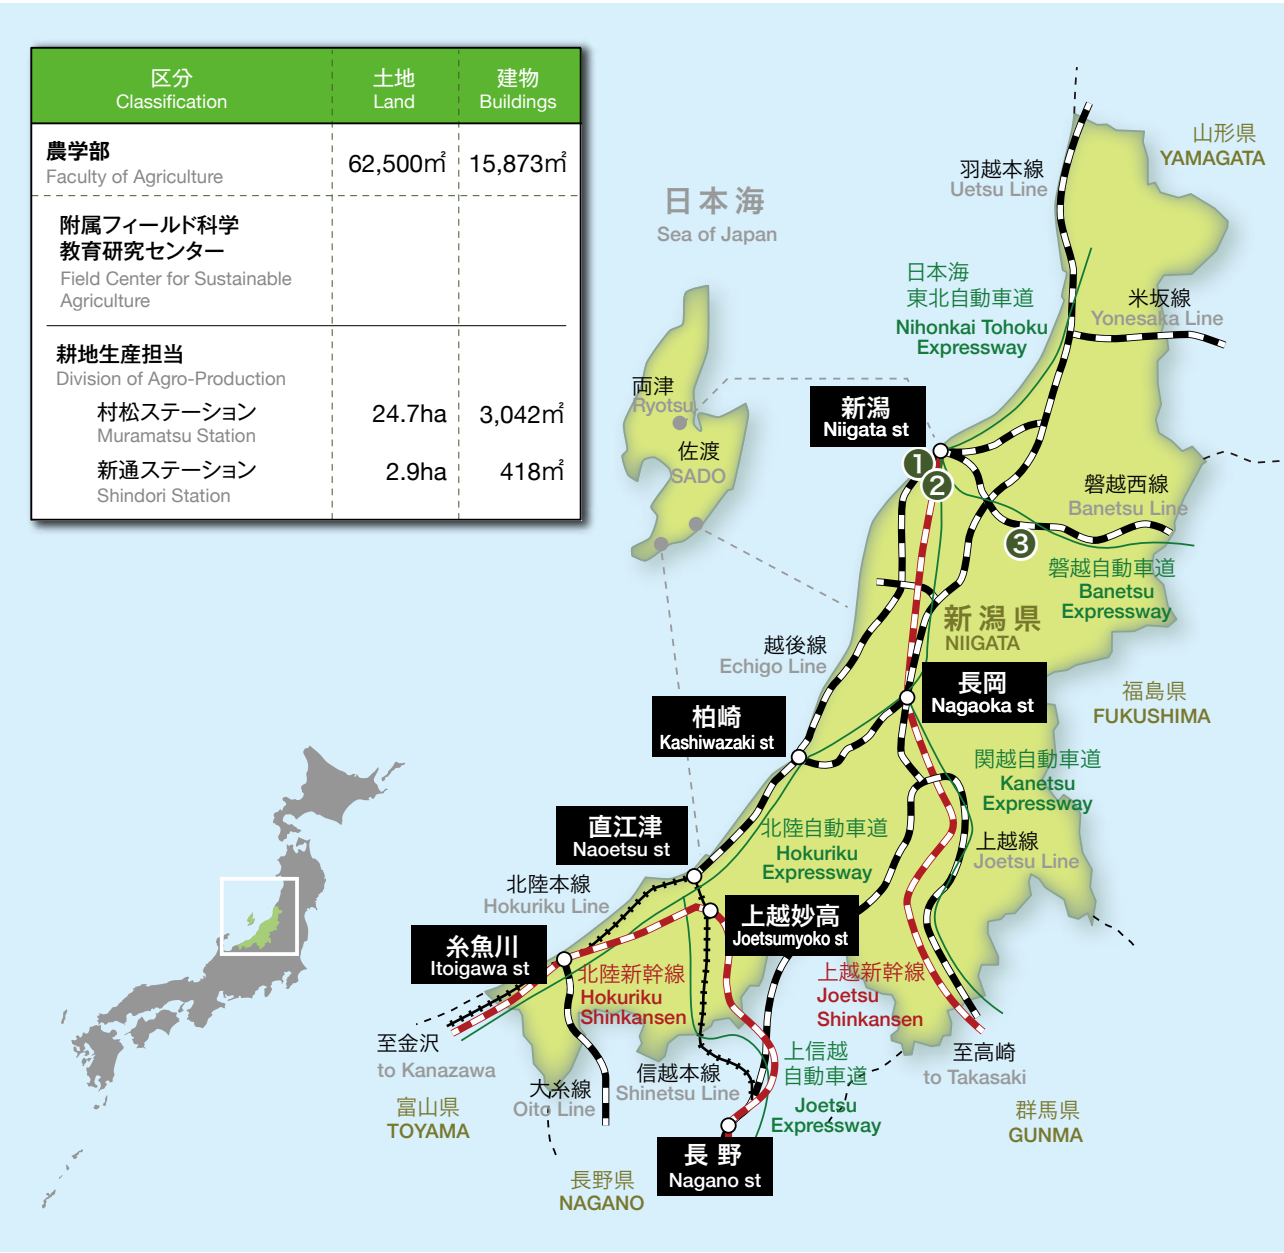 区分
Classification
土地
Land
建物
Buildings
農学部
Faculty of Agriculture
62,500㎡
15,873㎡
附属フィールド科学
教育研究センター
Field Center for Sustainable
Agriculture
耕地生産担当
Division of Agro-Production
村松ステーション
Muramatsu Station
24.7ha
3,042㎡
新通ステーション
Shindori Station
2.9ha
418㎡
山形県
YAMAGATA
羽越本線
Uetsu Line
日本海
Sea of Japan
日本海
東北自動車道
Nihonkai Tohoku
Expressway
米坂線
Yonesaka Line
両津
Ryotsu
佐渡
SADO
新潟
Niigata st
❶
❷
❸
磐越西線
Banetsu Line
磐越自動車道
Banetsu
Expressway
新潟県
NIIGATA
越後線
Echigo Line
長岡
Nagaoka st
福島県
FUKUSHIMA
柏崎
Kashiwazaki st
関越自動車道
Kanetsu
Expressway
直江津
Naoetsu st
北陸自動車道
Hokuriku
Expressway
上越線
Joetsu Line
北陸本線
Hokuriku Line
上越妙高
Joetsumyoko st
糸魚川
Itoigawa st
北陸新幹線
Hokuriku
Shinkansen
上越新幹線
Joetsu
Shinkansen
至金沢
to Kanazawa
大糸線
Oito Line
信越本線
Shinetsu Line
上信越
自動車道
Joetsu
Expressway
至高崎
to Takasaki
富山県
TOYAMA
群馬県
GUNMA
長野
Nagano st
長野県
NAGANO